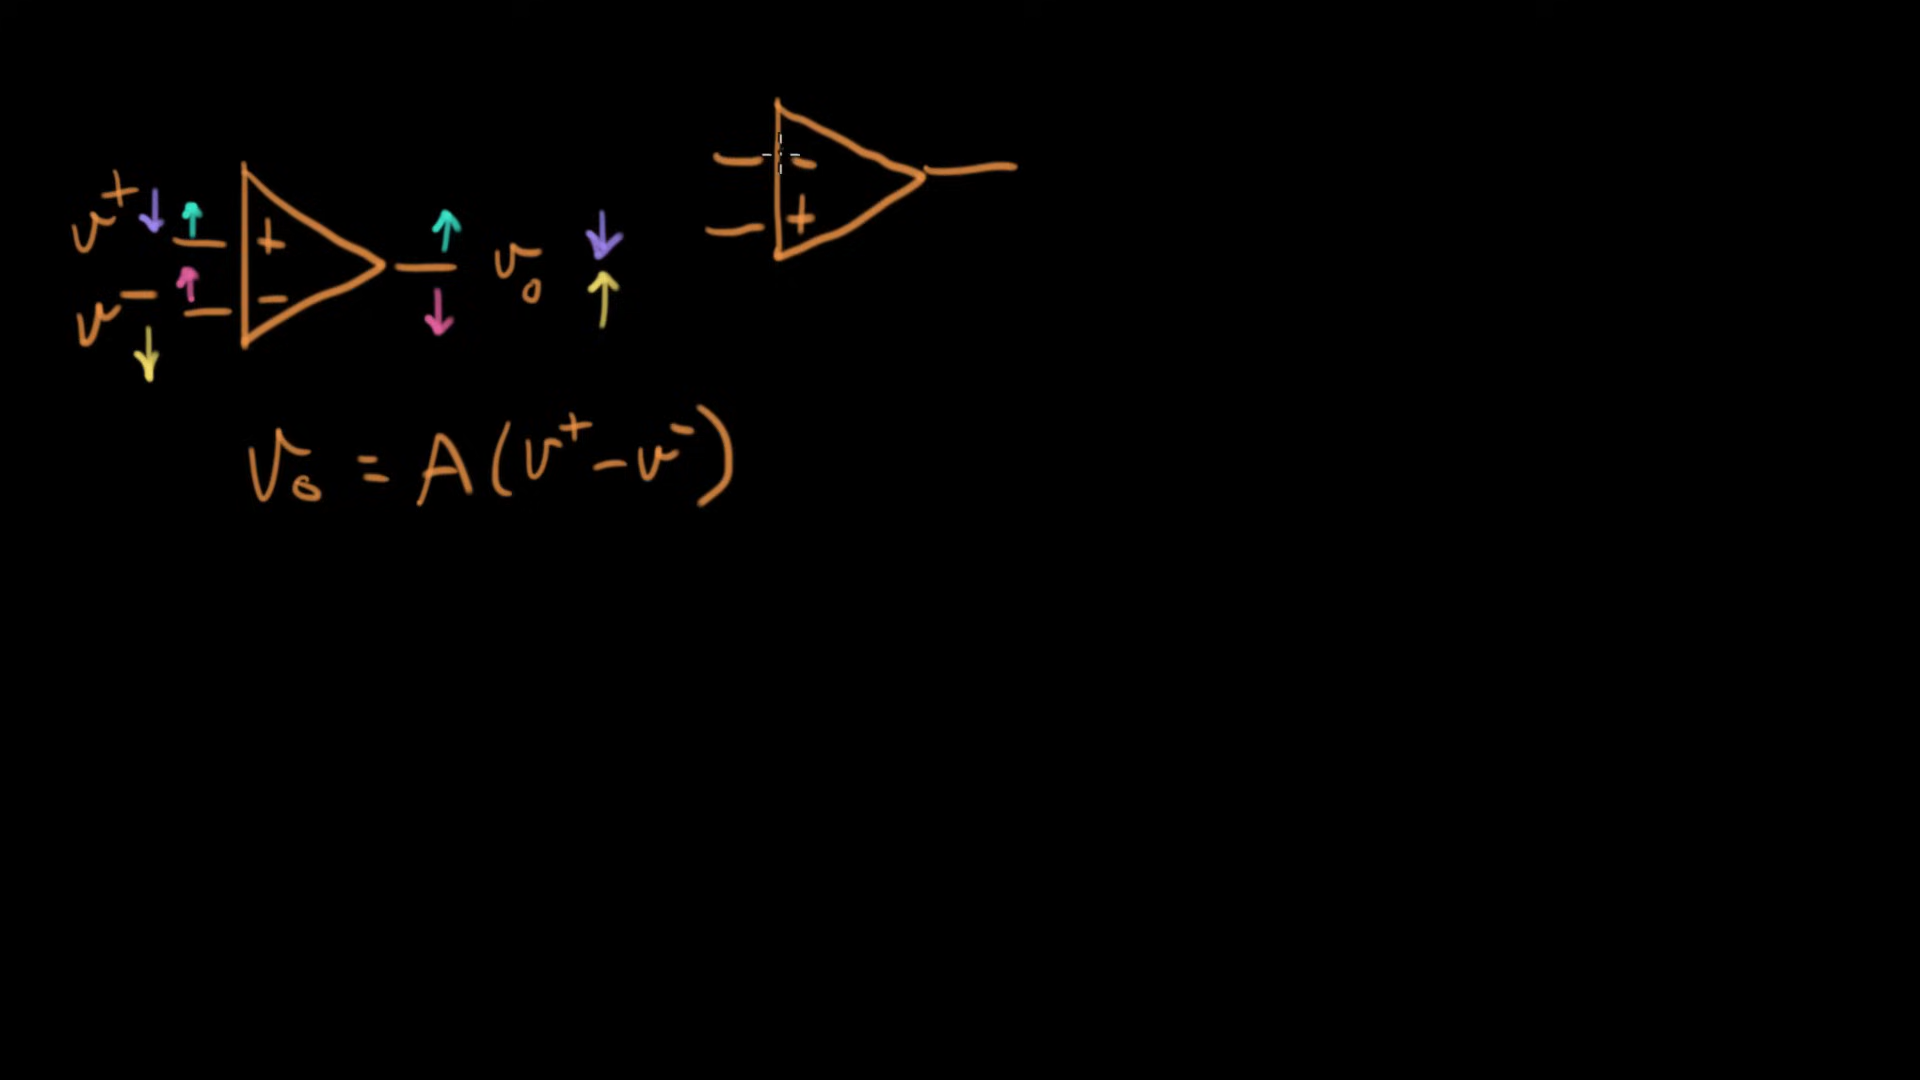 v⁺ + v₀
v⁻ −
− +
v₀ = A(v⁺ − v⁻)